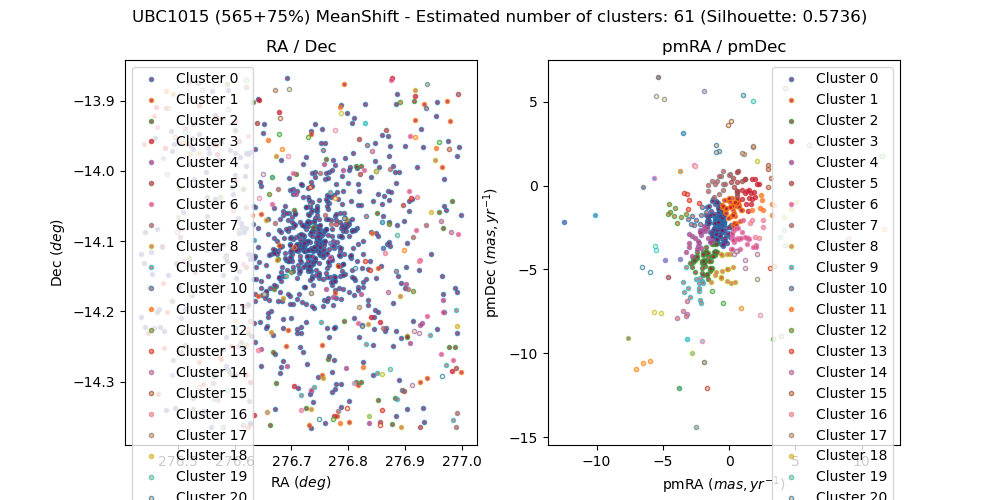 UBC1015 (565+75%) MeanShift - Estimated number of clusters: 61 (Silhouette: 0.5736)
RA / Dec
Dec (deg)
−13.9
−14.0
−14.1
−14.2
−14.3
Cluster 0
Cluster 1
Cluster 2
Cluster 3
Cluster 4
Cluster 5
Cluster 6
Cluster 7
Cluster 8
Cluster 9
Cluster 10
Cluster 11
Cluster 12
Cluster 13
Cluster 14
Cluster 15
Cluster 16
Cluster 17
Cluster 18
Cluster 19
Cluster 20
276.5 276.6 276.7 276.8 276.9 277.0
RA (deg)
pmRA / pmDec
pmDec (mas, yr⁻¹)
5
0
−5
−10
−15
Cluster 0
Cluster 1
Cluster 2
Cluster 3
Cluster 4
Cluster 5
Cluster 6
Cluster 7
Cluster 8
Cluster 9
Cluster 10
Cluster 11
Cluster 12
Cluster 13
Cluster 14
Cluster 15
Cluster 16
Cluster 17
Cluster 18
Cluster 19
Cluster 20
−10 −5 0 5 10
pmRA (mas, yr⁻¹)